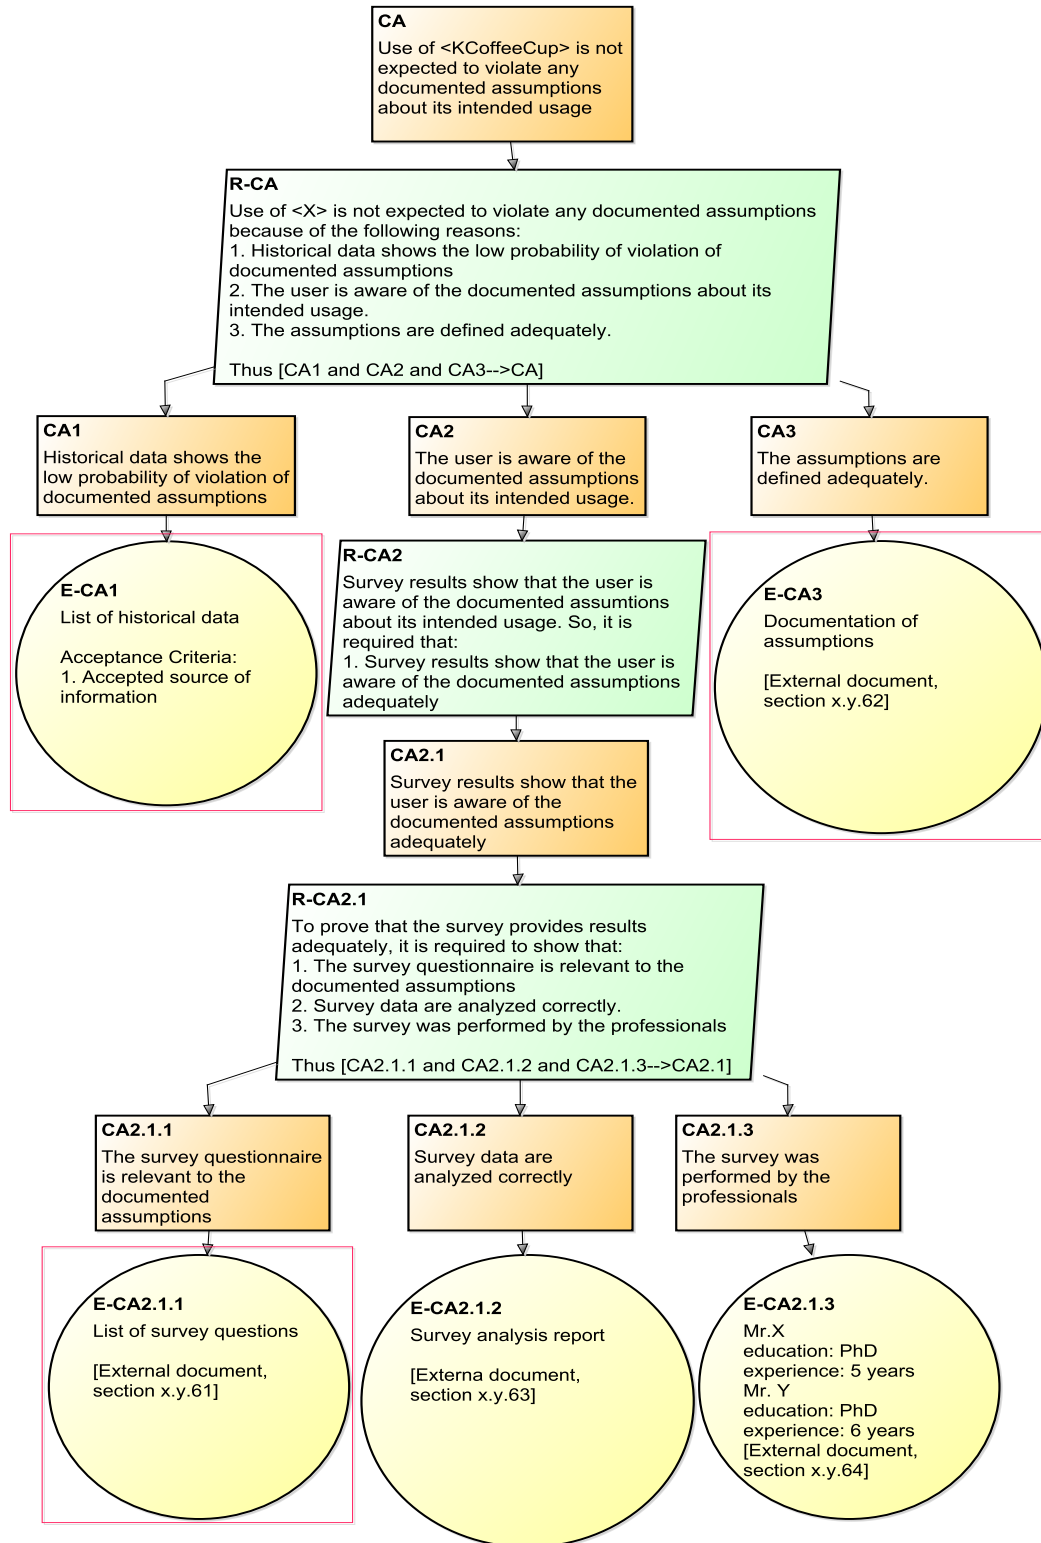 CA
Use of <KCoffeeCup> is not
expected to violate any
documented assumptions
about its intended usage
R-CA
Use of <X> is not expected to violate any documented assumptions
because of the following reasons:
1. Historical data shows the low probability of violation of
documented assumptions
2. The user is aware of the documented assumptions about its
intended usage.
3. The assumptions are defined adequately.
Thus [CA1 and CA2 and CA3-->CA]
CA1
Historical data shows the
low probability of violation of
documented assumptions
CA2
The user is aware of the
documented assumptions
about its intended usage.
CA3
The assumptions are
defined adequately.
E-CA1
List of historical data
Acceptance Criteria:
1. Accepted source of
information
R-CA2
Survey results show that the user is
aware of the documented assumtions
about its intended usage. So, it is
required that:
1. Survey results show that the user is
aware of the documented assumptions
adequately
E-CA3
Documentation of
assumptions
[External document,
section x.y.62]
CA2.1
Survey results show that the
user is aware of the
documented assumptions
adequately
R-CA2.1
To prove that the survey provides results
adequately, it is required to show that:
1. The survey questionnaire is relevant to the
documented assumptions
2. Survey data are analyzed correctly.
3. The survey was performed by the professionals
Thus [CA2.1.1 and CA2.1.2 and CA2.1.3-->CA2.1]
CA2.1.1
The survey questionnaire
is relevant to the
documented
assumptions
CA2.1.2
Survey data are
analyzed correctly
CA2.1.3
The survey was
performed by the
professionals
E-CA2.1.1
List of survey questions
[External document,
section x.y.61]
E-CA2.1.2
Survey analysis report
[Externa document,
section x.y.63]
E-CA2.1.3
Mr.X
education: PhD
experience: 5 years
Mr. Y
education: PhD
experience: 6 years
[External document,
section x.y.64]